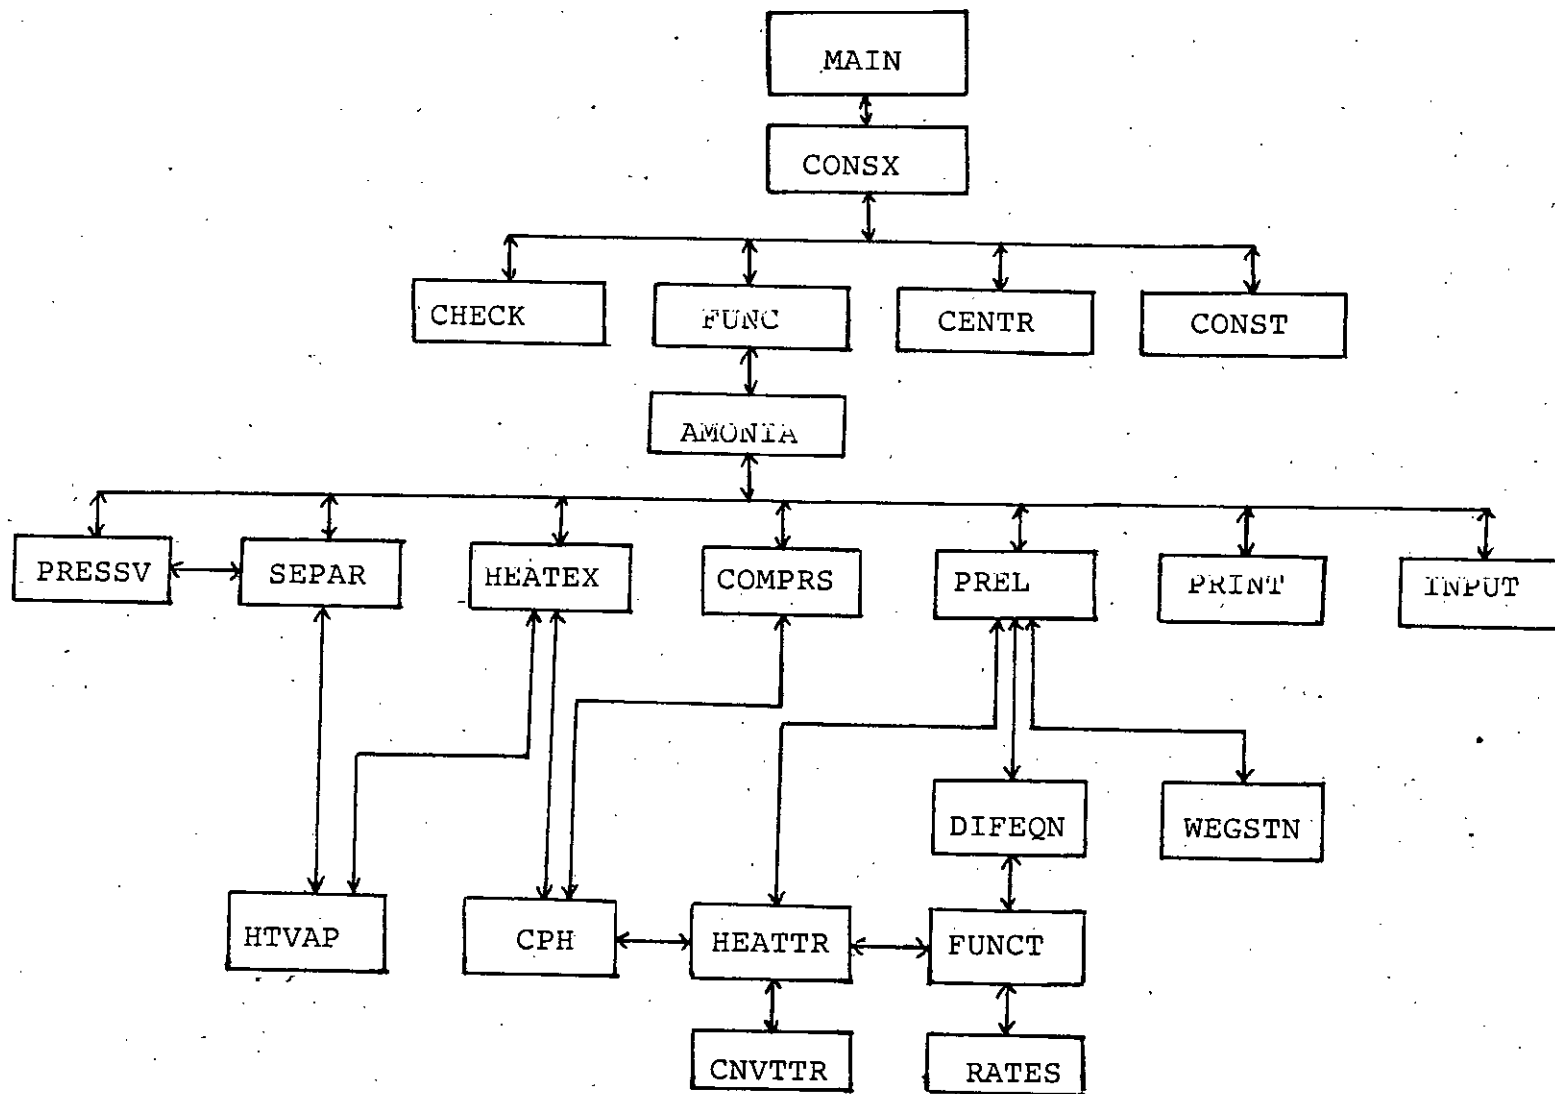 MAIN
CONSX
CHECK
FUNC
CENTR
CONST
AMONIA
PRESSV
SEPAR
HEATEX
COMPRS
PREL
PRINT
INPUT
DIFEQN
WEGSTN
HTVAP
CPH
HEATTR
FUNCT
CNVTTR
RATES